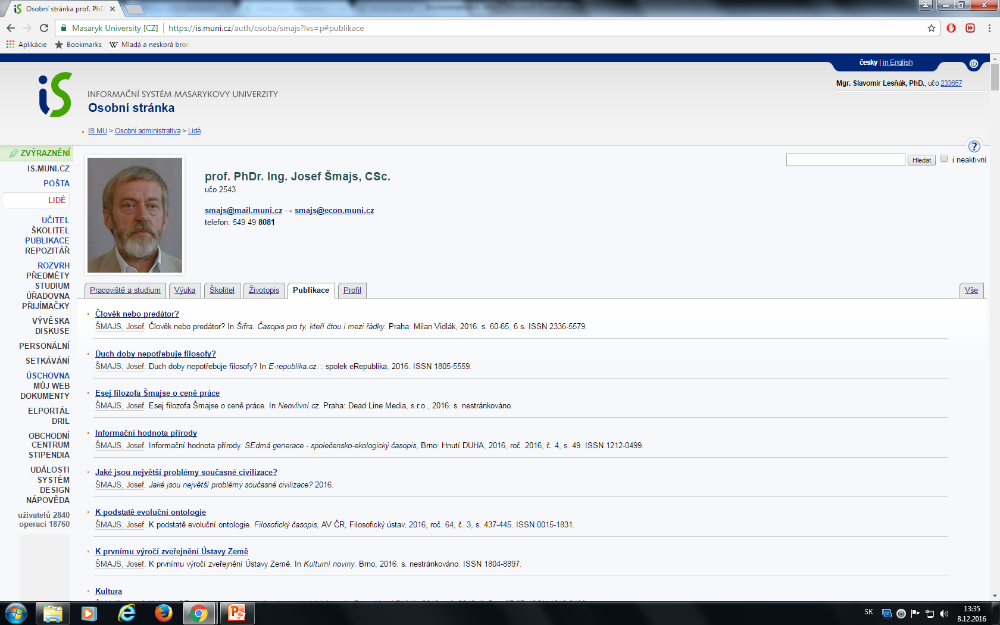 Osobní stránka prof. PhD
Masaryk University [CZ] https://is.muni.cz/auth/osoba/smajs?lvs=p#publikace
Aplikácie Bookmarks W Mladá a neskorá bron
česky | in English
Mgr. Slavomír Lesňák, PhD., učo 233657
iS
INFORMAČNÍ SYSTÉM MASARYKOVY UNIVERZITY
Osobní stránka
IS MU > Osobní administrativa > Lidé
?
Hledat i neaktivní
ZVÝRAZNĚNÍ
IS.MUNI.CZ
POŠTA
LIDÉ
UČITEL
ŠKOLITEL
PUBLIKACE
REPOZITÁŘ
ROZVRH
PŘEDMĚTY
STUDIUM
ÚŘADOVNA
PŘIJÍMAČKY
VÝVĚSKA
DISKUSE
PERSONÁLNÍ
SETKÁVÁNÍ
ÚSCHOVNA
MŮJ WEB
DOKUMENTY
ELPORTÁL
DRIL
OBCHODNÍ
CENTRUM
STIPENDIA
UDÁLOSTI
SYSTÉM
DESIGN
NÁPOVĚDA
uživatelů 2840
operací 18760
prof. PhDr. Ing. Josef Šmajs, CSc.
učo 2543
smajs@mail.muni.cz → smajs@econ.muni.cz
telefon: 549 49 8081
Pracoviště a studium Výuka Školitel Životopis Publikace Profil Vše
Člověk nebo predátor?
ŠMAJS, Josef. Člověk nebo predátor? In Šifra. Časopis pro ty, kteří čtou i mezi řádky. Praha: Milan Vidlák, 2016. s. 60-65, 6 s. ISSN 2336-5579.
Duch doby nepotřebuje filosofy?
ŠMAJS, Josef. Duch doby nepotřebuje filosofy? In E-republika.cz. : spolek eRepublika, 2016. ISSN 1805-5559.
Esej filozofa Šmajse o ceně práce
ŠMAJS, Josef. Esej filozofa Šmajse o ceně práce. In Neovlivní.cz. Praha: Dead Line Media, s.r.o., 2016. s. nestránkováno.
Informační hodnota přírody
ŠMAJS, Josef. Informační hodnota přírody. SEdmá generace - společensko-ekologický časopis, Brno: Hnutí DUHA, 2016, roč. 2016, č. 4, s. 49. ISSN 1212-0499.
Jaké jsou největší problémy současné civilizace?
ŠMAJS, Josef. Jaké jsou největší problémy současné civilizace? 2016.
K podstatě evoluční ontologie
ŠMAJS, Josef. K podstatě evoluční ontologie. Filosofický časopis, AV ČR, Filosofický ústav, 2016, roč. 64, č. 3, s. 437-445. ISSN 0015-1831.
K prvnímu výročí zveřejnění Ústavy Země
ŠMAJS, Josef. K prvnímu výročí zveřejnění Ústavy Země. In Kulturní noviny. Brno, 2016. s. nestránkováno. ISSN 1804-8897.
Kultura
SK 13:35
8.12.2016